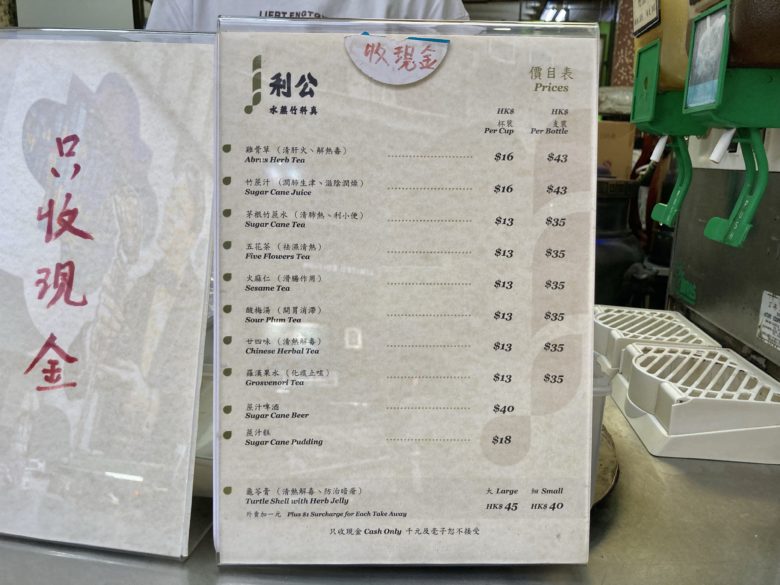 只收現金
收現金
利公
水蔗竹科真
價目表
Prices
HK$ HK$
杯裝 支裝
Per Cup Per Bottle
雞骨草 （清肝火、解熱毒） $16 $43
Abrus Herb Tea
竹蔗汁 （潤肺生津、滋陰潤燥） $16 $43
Sugar Cane Juice
茅根竹蔗水 （清肺熱、利小便） $13 $35
Sugar Cane Tea
五花茶 （祛濕清熱） $13 $35
Five Flowers Tea
火麻仁 （滑腸作用） $13 $35
Sesame Tea
酸梅湯 （開胃消滯） $13 $35
Sour Plum Tea
廿四味 （清熱解毒） $13 $35
Chinese Herbal Tea
羅漢果水 （化痰止咳） $13 $35
Grosvenori Tea
蔗汁啤酒 $40
Sugar Cane Beer
蔗汁糕 $18
Sugar Cane Pudding
龜苓膏 （清熱解毒、防治暗瘡） 大 Large 細 Small
Turtle Shell with Herb Jelly HK$ 45 HK$ 40
外賣加一元 Plus $1 Surcharge for Each Take Away
只收現金 Cash Only 千元及毫子恕不接受